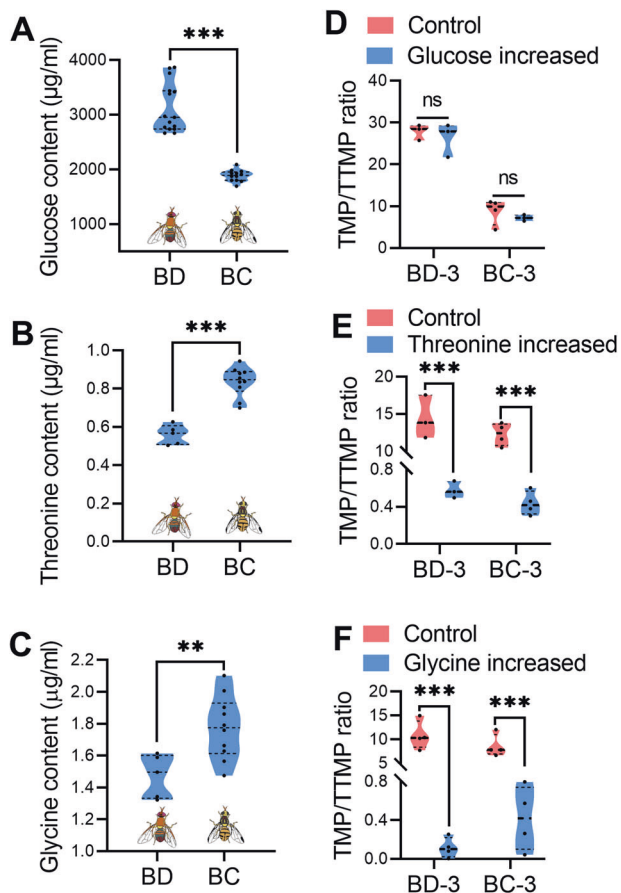 A
Glucose content (µg/ml)
4000
3000
2000
1000
***
BD
BC
D
Control
Glucose increased
TMP/TTMP ratio
40
30
20
10
0
ns
ns
BD-3
BC-3
B
Threonine content (µg/ml)
1.0
0.8
0.6
0.4
0.2
0.0
***
BD
BC
E
Control
Threonine increased
TMP/TTMP ratio
20
15
10
0.8
0.4
0.0
***
***
BD-3
BC-3
C
Glycine content (µg/ml)
2.2
2.0
1.8
1.6
1.4
1.2
1.0
**
BD
BC
F
Control
Glycine increased
TMP/TTMP ratio
20
15
10
5
0.8
0.4
0.0
***
***
BD-3
BC-3